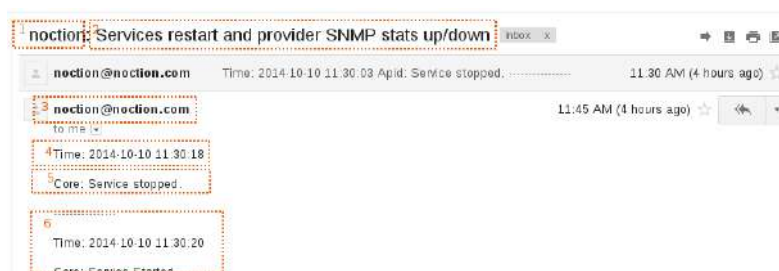 1 noction: 2 Services restart and provider SNMP stats up/down Inbox x
noction@noction.com Time: 2014-10-10 11:30:03 Apid: Service stopped. ---------------- 11:30 AM (4 hours ago)
3 noction@noction.com 11:45 AM (4 hours ago)
to me
4 Time: 2014-10-10 11:30:18
5 Core: Service stopped.
6 ----------------
Time: 2014-10-10 11:30:20
Core: Service Started